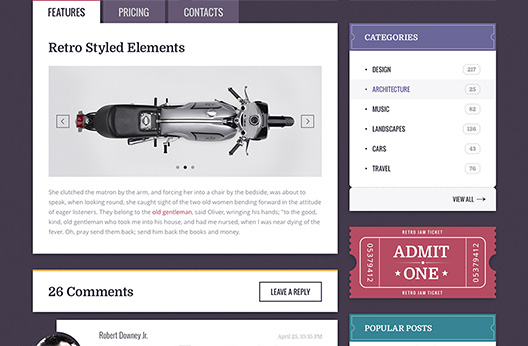 FEATURES
PRICING
CONTACTS
Retro Styled Elements
She clutched the matron by the arm, and forcing her into a chair by the bedside, was about to
speak, when looking round, she caught sight of the two old women bending forward in the attitude
of eager listeners. They belong to the old gentleman, said Oliver, wringing his hands; "to the good,
kind, old gentleman who took me into his house, and had me nursed, when I was near dying of the
fever. Oh, pray send them back; send him back the books and money.
26 Comments
LEAVE A REPLY
Robert Downey Jr.
April 25, 10:10 PM
CATEGORIES
DESIGN 217
ARCHITECTURE 25
MUSIC 82
LANDSCAPES 126
CARS 43
TRAVEL 76
VIEW ALL
RETRO JAM TICKET
05379412
ADMIT
ONE
05379412
RETRO JAM TICKET
POPULAR POSTS